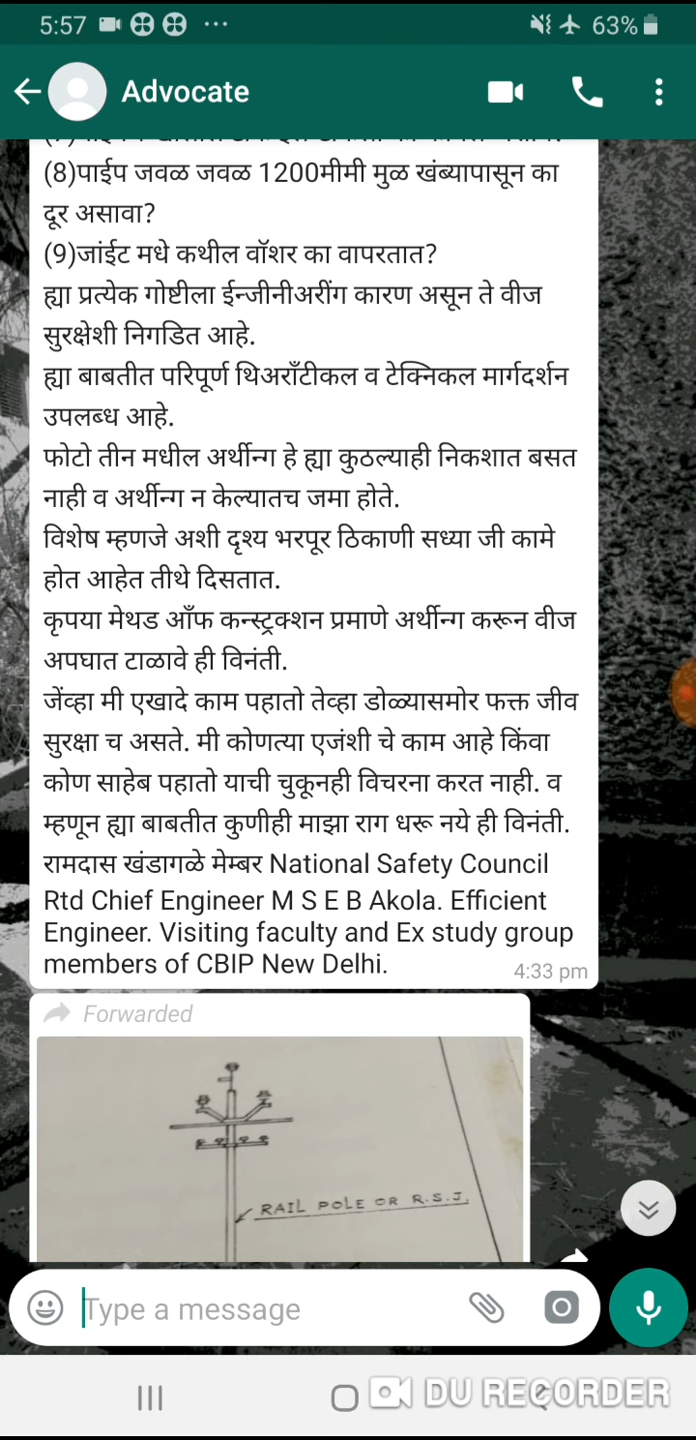 5:57
63%
Advocate
(8)पाईप जवळ जवळ 1200मीमी मुळ खंब्यापासून का
दूर असावा?
(9)जांईट मधे कथील वॉशर का वापरतात?
ह्या प्रत्येक गोष्टीला ईन्जीनीअरींग कारण असून ते वीज
सुरक्षेशी निगडित आहे.
ह्या बाबतीत परिपूर्ण थिअराँटीकल व टेक्निकल मार्गदर्शन
उपलब्ध आहे.
फोटो तीन मधील अर्थीन्ग हे ह्या कुठल्याही निकशात बसत
नाही व अर्थीन्ग न केल्यातच जमा होते.
विशेष म्हणजे अशी दृश्य भरपूर ठिकाणी सध्या जी कामे
होत आहेत तीथे दिसतात.
कृपया मेथड आँफ कन्स्ट्रक्शन प्रमाणे अर्थीन्ग करून वीज
अपघात टाळावे ही विनंती.
जेंव्हा मी एखादे काम पहातो तेव्हा डोळ्यासमोर फक्त जीव
सुरक्षा च असते. मी कोणत्या एजंशी चे काम आहे किंवा
कोण साहेब पहातो याची चुकूनही विचरना करत नाही. व
म्हणून ह्या बाबतीत कुणीही माझा राग धरू नये ही विनंती.
रामदास खंडागळे मेम्बर National Safety Council
Rtd Chief Engineer M S E B Akola. Efficient
Engineer. Visiting faculty and Ex study group
members of CBIP New Delhi.
4:33 pm
Forwarded
RAIL POLE OR R.S.J.
Type a message
DU RECORDER